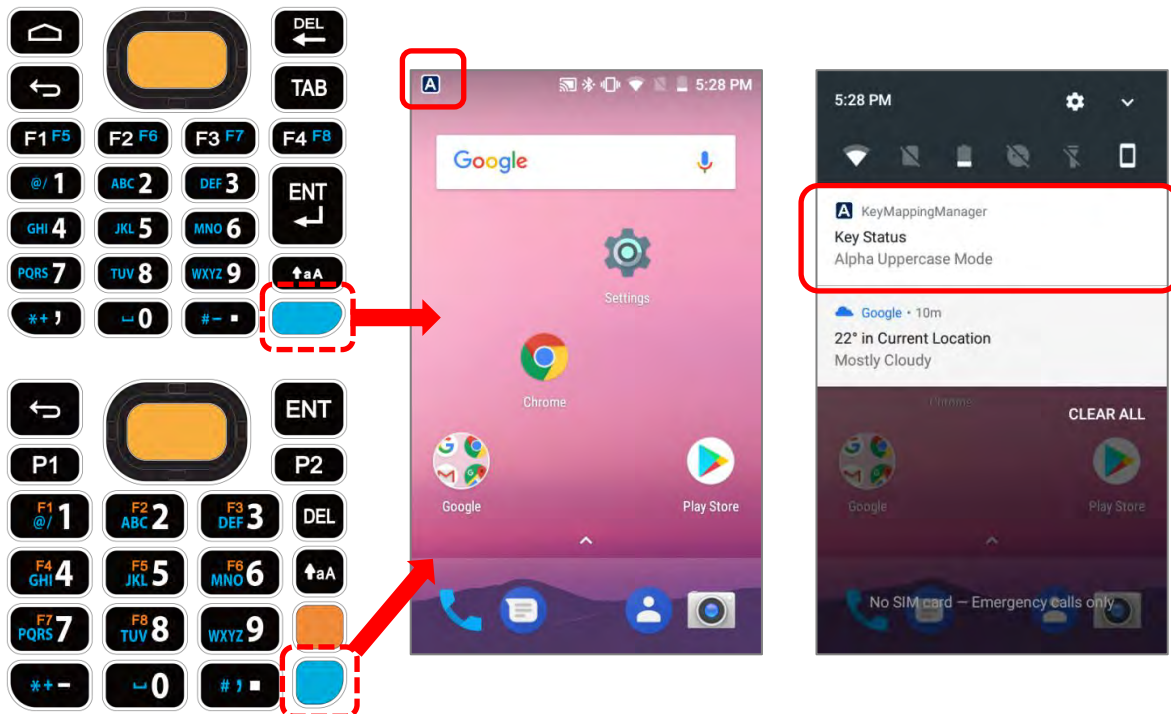 DEL
TAB
F1 F5 F2 F6 F3 F7 F4 F8
@/ 1 ABC 2 DEF 3 ENT
GHI 4 JKL 5 MNO 6
PQRS 7 TUV 8 WXYZ 9 aA
*+ , 0 #- .
ENT
P1 P2
F1 @/ 1 F2 ABC 2 F3 DEF 3 DEL
F4 GHI 4 F5 JKL 5 F6 MNO 6 aA
F7 PQRS 7 F8 TUV 8 WXYZ 9
*+ - 0 # , .
A 5:28 PM
Google
Settings
Chrome
Google Play Store
5:28 PM
A KeyMappingManager
Key Status
Alpha Uppercase Mode
Google • 10m
22° in Current Location
Mostly Cloudy
Chrome
CLEAR ALL
Google Play Store
No SIM card — Emergency calls only